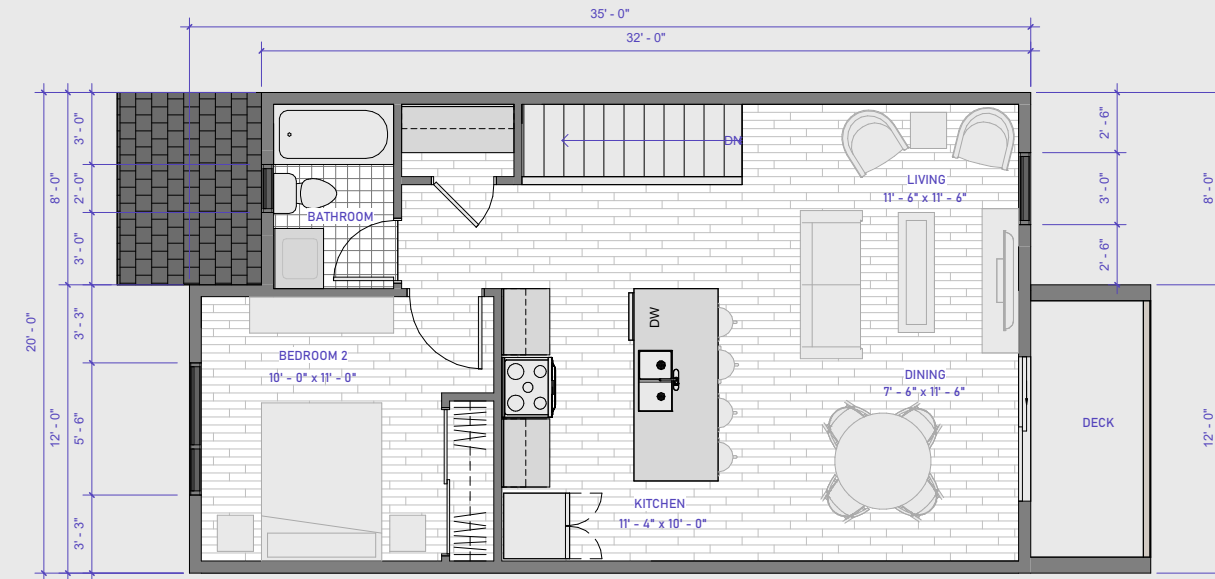 35' - 0"
32' - 0"
3' - 0"
2' - 6"
8' - 0"
2' - 0"
3' - 0"
8' - 0"
3' - 0"
2' - 6"
DN
LIVING
11' - 6" x 11' - 6"
BATHROOM
20' - 0"
3' - 3"
12' - 0"
5' - 6"
3' - 3"
DW
BEDROOM 2
10' - 0" x 11' - 0"
DINING
7' - 6" x 11' - 6"
DECK
12' - 0"
KITCHEN
11' - 4" x 10' - 0"